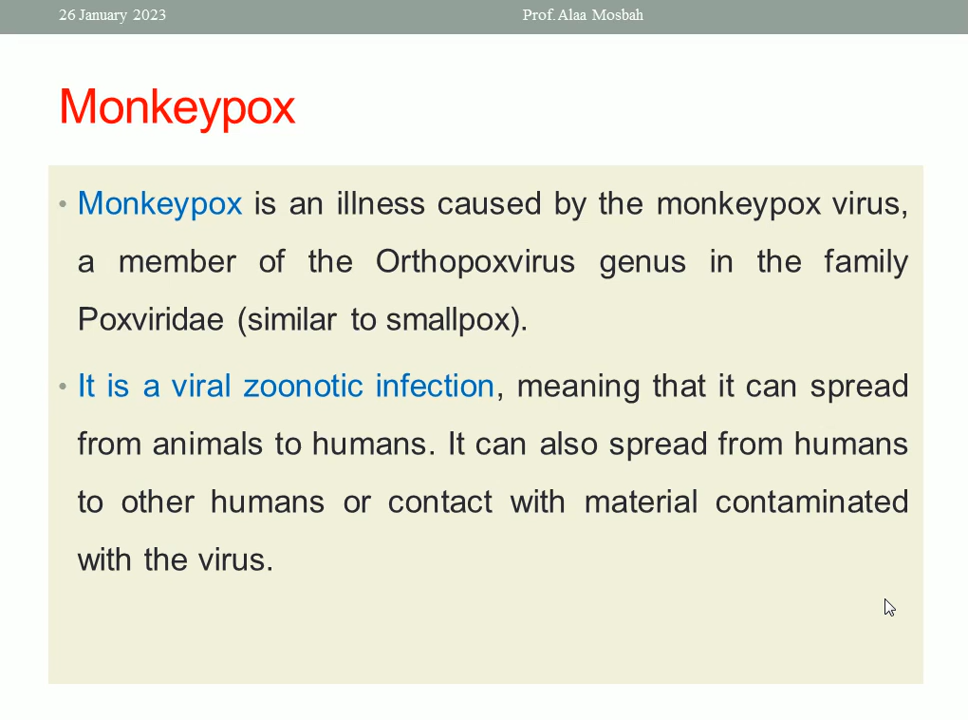 26 January 2023
Prof. Alaa Mosbah
Monkeypox
• Monkeypox is an illness caused by the monkeypox virus,
a member of the Orthopoxvirus genus in the family
Poxviridae (similar to smallpox).
• It is a viral zoonotic infection, meaning that it can spread
from animals to humans. It can also spread from humans
to other humans or contact with material contaminated
with the virus.